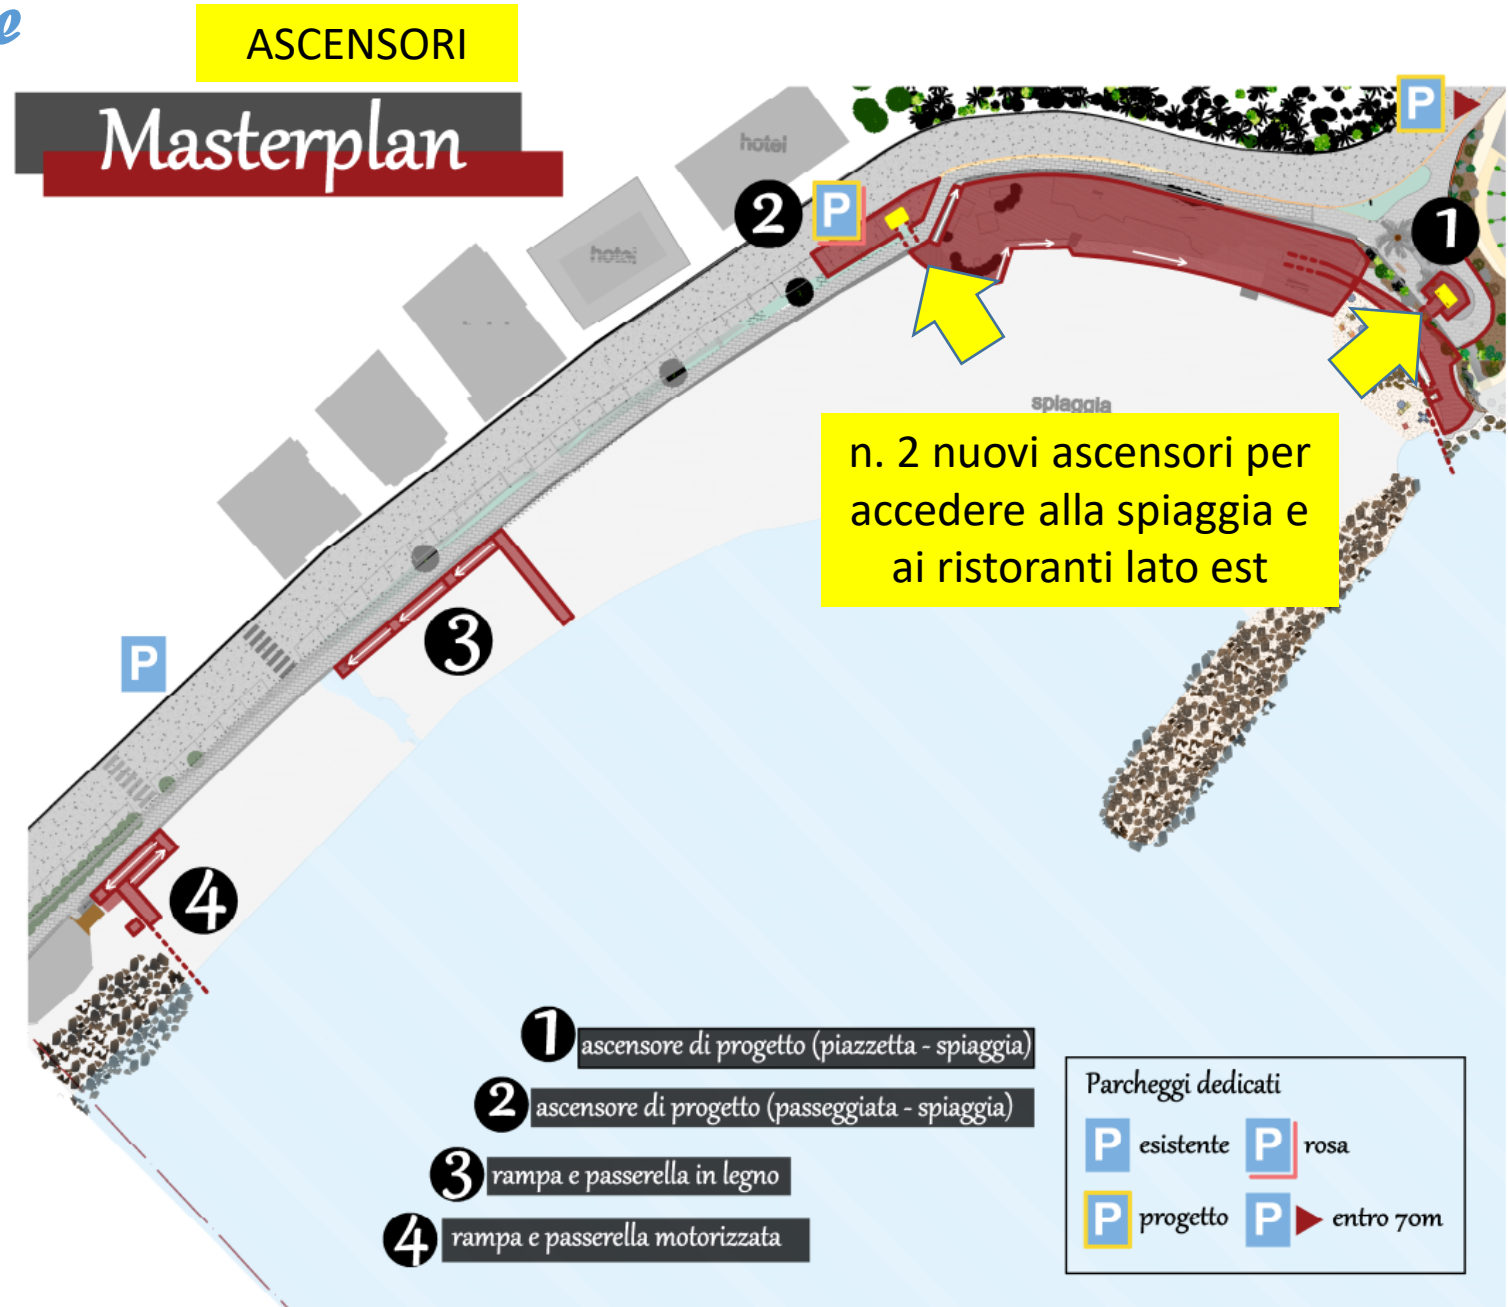 e
ASCENSORI
Masterplan
hotel
hotel
P
P
2
1
spiaggia
n. 2 nuovi ascensori per
accedere alla spiaggia e
ai ristoranti lato est
3
P
4
1 ascensore di progetto (piazzetta - spiaggia)
2 ascensore di progetto (passeggiata - spiaggia)
3 rampa e passerella in legno
4 rampa e passerella motorizzata
Parcheggi dedicati
P esistente P rosa
P progetto P entro 70m